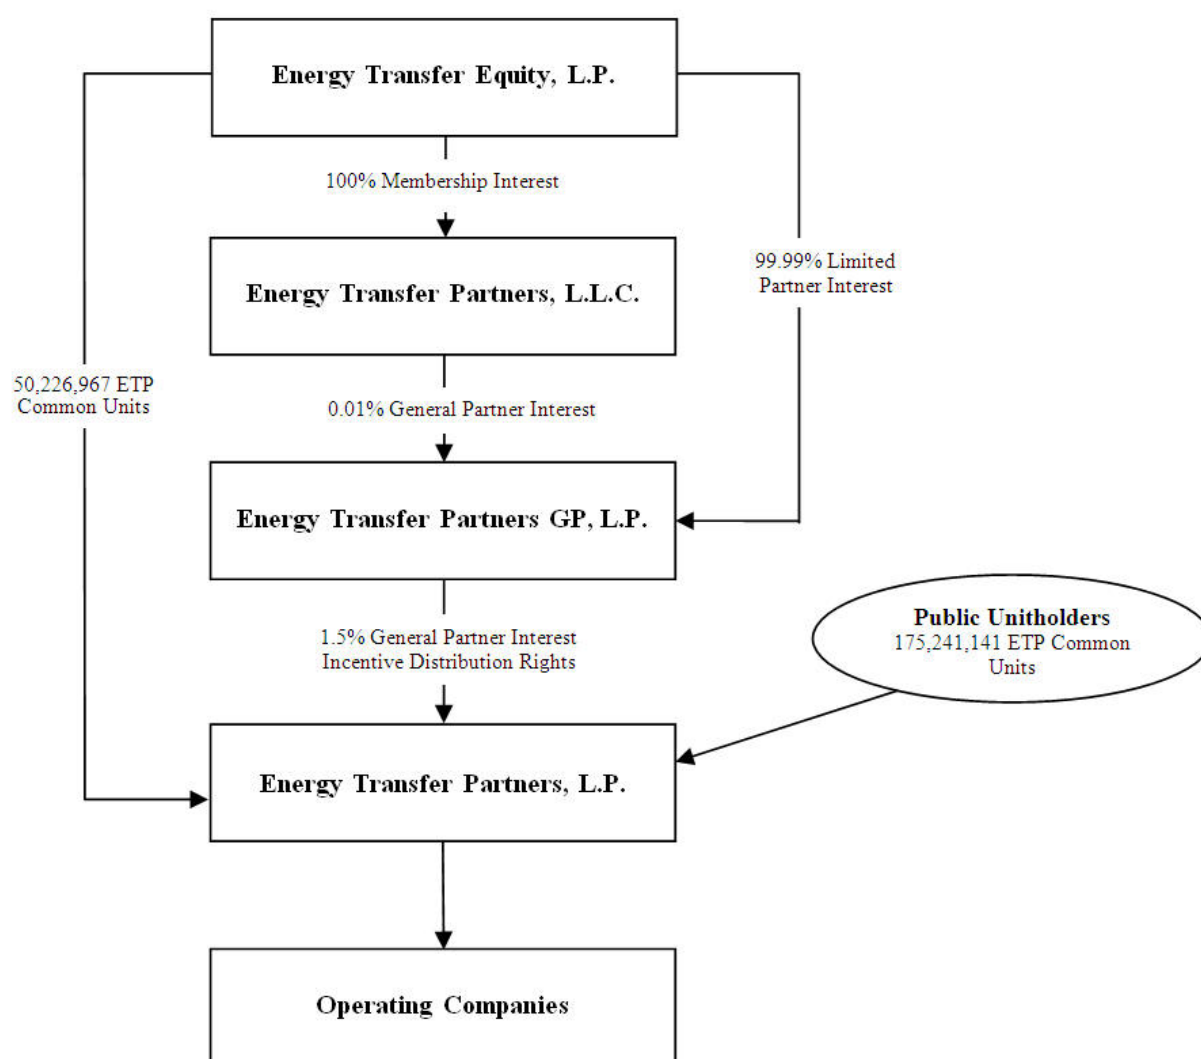 Energy Transfer Equity, L.P.
100% Membership Interest
Energy Transfer Partners, L.L.C.
99.99% Limited
Partner Interest
50,226,967 ETP
Common Units
0.01% General Partner Interest
Energy Transfer Partners GP, L.P.
1.5% General Partner Interest
Incentive Distribution Rights
Public Unitholders
175,241,141 ETP Common
Units
Energy Transfer Partners, L.P.
Operating Companies